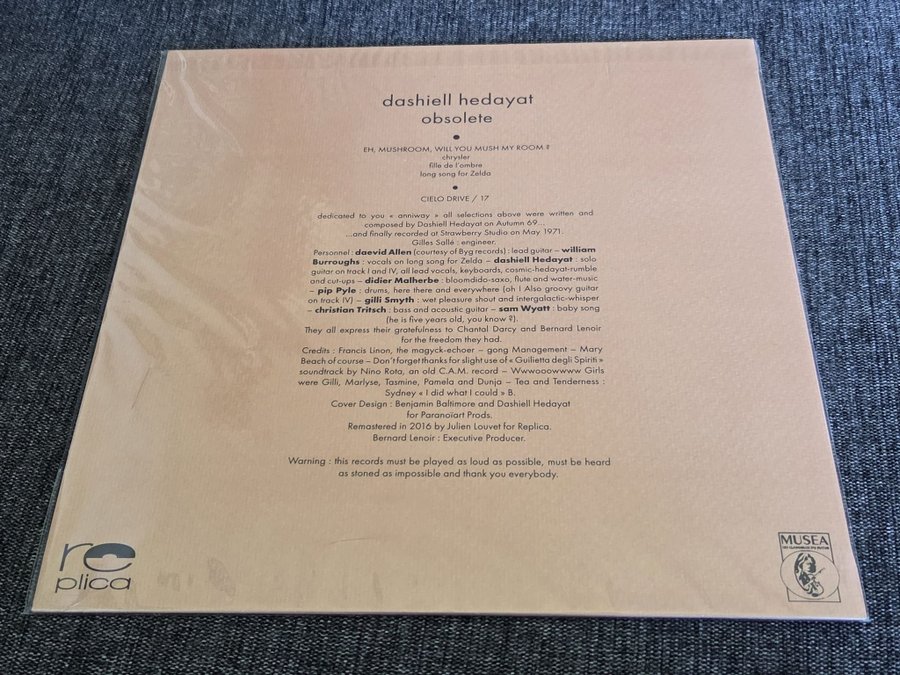 dashiell hedayat
obsolete
EH, MUSHROOM, WILL YOU MUSH MY ROOM ?
chrysler
fille de l'ombre
long song for Zelda
CIELO DRIVE / 17
dedicated to you « anniway » all selections above were written and
composed by Dashiell Hedayat on Autumn 69...
...and finally recorded at Strawberry Studio on May 1971.
Gilles Sallé : engineer.
Personnel : daevid Allen (courtesy of Byg records) : lead guitar – william
Burroughs : vocals on long song for Zelda – dashiell Hedayat : solo
guitar on track I and IV, all lead vocals, keyboards, cosmic-hedayat-rumble
and cut-ups – didier Malherbe : bloomdido-saxo, flute and water-music
– pip Pyle : drums, here there and everywhere (oh I Also groovy guitar
on track IV) – gilli Smyth : wet pleasure shout and intergalactic-whisper
– christian Tritsch : bass and acoustic guitar – sam Wyatt : baby song
(he is five years old, you know ?).
They all express their gratefulness to Chantal Darcy and Bernard Lenoir
for the freedom they had.
Credits : Francis Linon, the magyck-echoer – gong Management – Mary
Beach of course – Don't forget thanks for slight use of « Guilietta degli Spiriti »
soundtrack by Nino Rota, an old C.A.M. record – Wwwooowwww Girls
were Gilli, Marlyse, Tasmine, Pamela and Dunja – Tea and Tenderness :
Sydney « I did what I could » B.
Cover Design : Benjamin Baltimore and Dashiell Hedayat
for Paranoïart Prods.
Remastered in 2016 by Julien Louvet for Replica.
Bernard Lenoir : Executive Producer.
Warning : this records must be played as loud as possible, must be heard
as stoned as impossible and thank you everybody.
re
plica
MUSEA